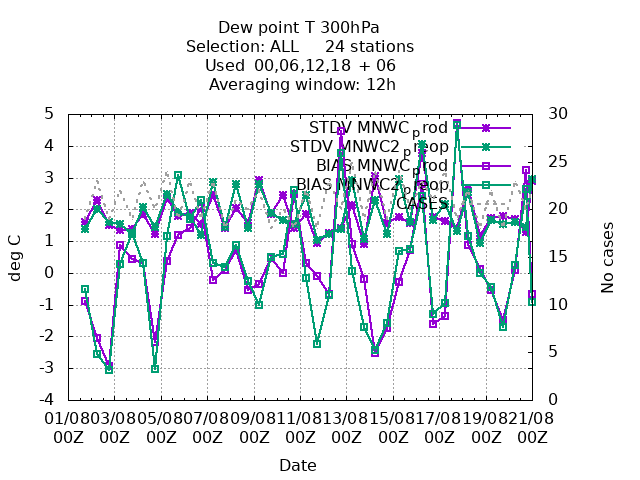 Dew point T 300hPa
Selection: ALL 24 stations
Used 00,06,12,18 + 06
Averaging window: 12h
STDV MNWC_prod
STDV MNWC2_prod
BIAS MNWC_prod
CASES
deg C
No cases
5
4
3
2
1
0
-1
-2
-3
-4
30
25
20
15
10
5
0
01/08 03/08 05/08 07/08 09/08 11/08 13/08 15/08 17/08 19/08 21/08
00Z 00Z 00Z 00Z 00Z 00Z 00Z 00Z 00Z 00Z 00Z
Date